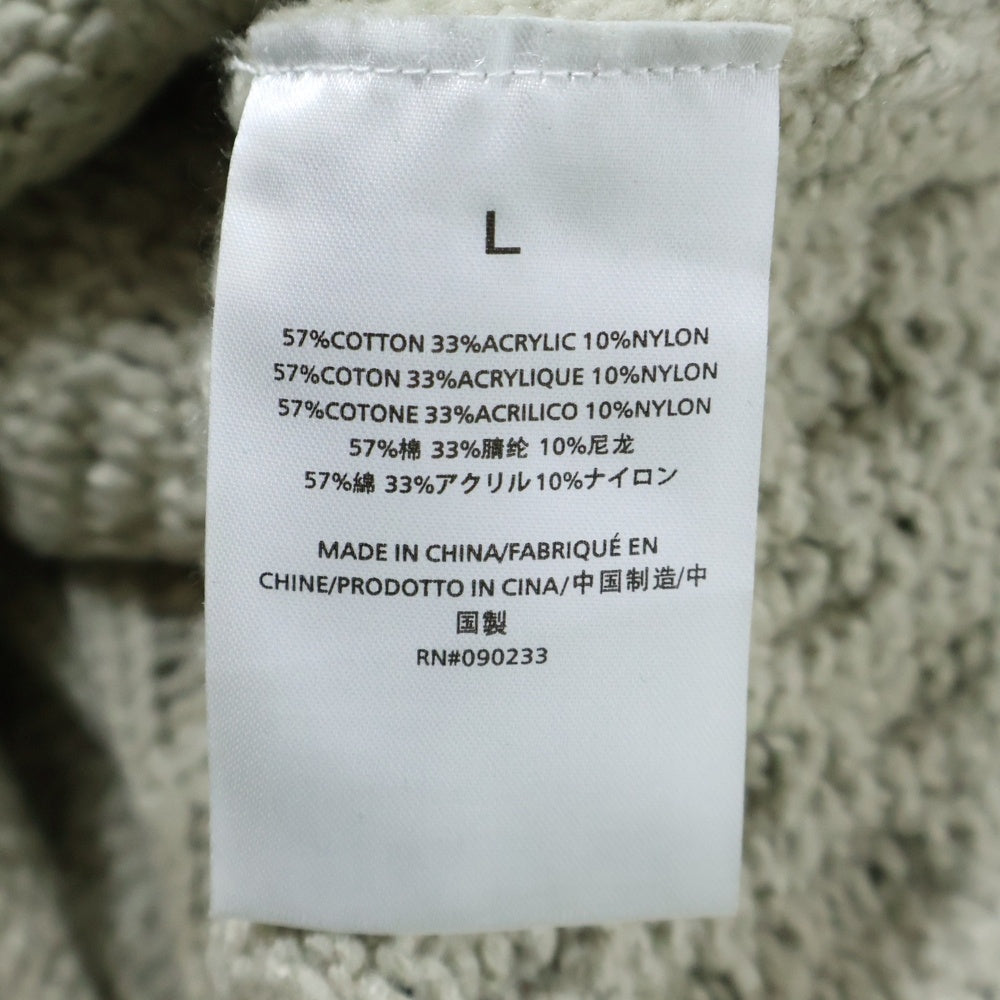 L
57%COTTON 33%ACRYLIC 10%NYLON
57%COTON 33%ACRYLIQUE 10%NYLON
57%COTONE 33%ACRILICO 10%NYLON
57%棉 33%腈纶 10%尼龙
57%綿 33%アクリル10%ナイロン
MADE IN CHINA/FABRIQUÉ EN
CHINE/PRODOTTO IN CINA/中国制造/中
国製
RN#090233